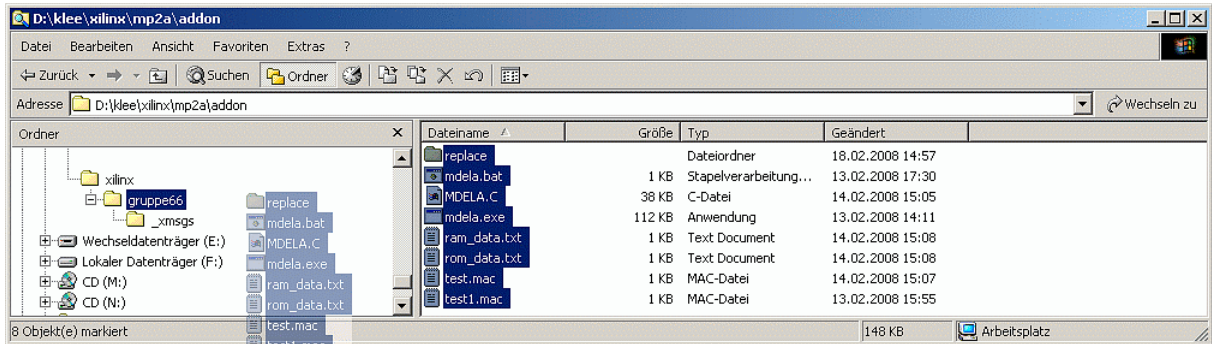 D:\klee\xilinx\mp2a\addon
Datei Bearbeiten Ansicht Favoriten Extras ?
Zurück Suchen Ordner
Adresse D:\klee\xilinx\mp2a\addon Wechseln zu
Ordner
xilinx
gruppe66
_xmsgs
Wechseldatenträger (E:)
Lokaler Datenträger (F:)
CD (M:)
CD (N:)
replace
mdela.bat
MDELA.C
mdela.exe
ram_data.txt
rom_data.txt
test.mac
test1.mac
Dateiname Größe Typ Geändert
replace Dateiordner 18.02.2008 14:57
mdela.bat 1 KB Stapelverarbeitung... 13.02.2008 17:30
MDELA.C 38 KB C-Datei 14.02.2008 15:05
mdela.exe 112 KB Anwendung 13.02.2008 14:11
ram_data.txt 1 KB Text Document 14.02.2008 15:08
rom_data.txt 1 KB Text Document 14.02.2008 15:08
test.mac 1 KB MAC-Datei 14.02.2008 15:07
test1.mac 1 KB MAC-Datei 13.02.2008 15:55
8 Objekt(e) markiert 148 KB Arbeitsplatz